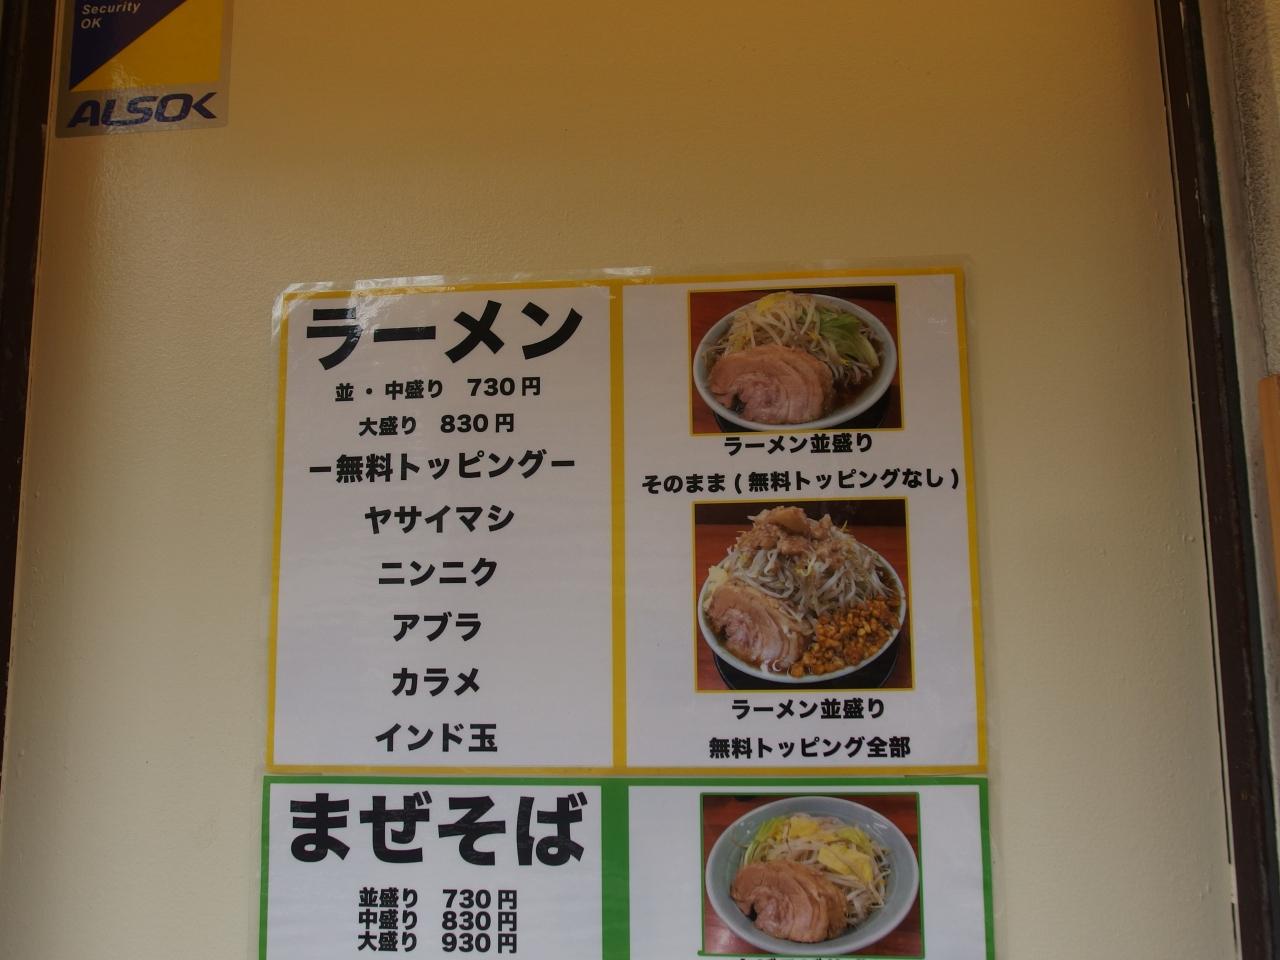 Security
OK
ALSOK
ラーメン
並・中盛り 730円
大盛り 830円
ー無料トッピングー
ヤサイマシ
ニンニク
アブラ
カラメ
インド玉
ラーメン並盛り
そのまま(無料トッピングなし)
ラーメン並盛り
無料トッピング全部
まぜそば
並盛り 730円
中盛り 830円
大盛り 930円